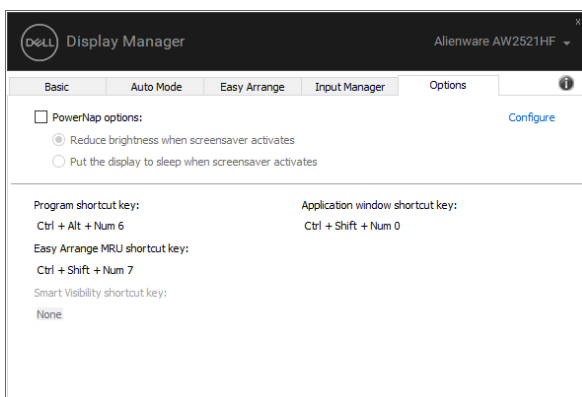 x
DELL Display Manager Alienware AW2521HF
Basic Auto Mode Easy Arrange Input Manager Options i
PowerNap options: Configure
Reduce brightness when screensaver activates
Put the display to sleep when screensaver activates
Program shortcut key: Application window shortcut key:
Ctrl + Alt + Num 6 Ctrl + Shift + Num 0
Easy Arrange MRU shortcut key:
Ctrl + Shift + Num 7
Smart Visibility shortcut key:
None